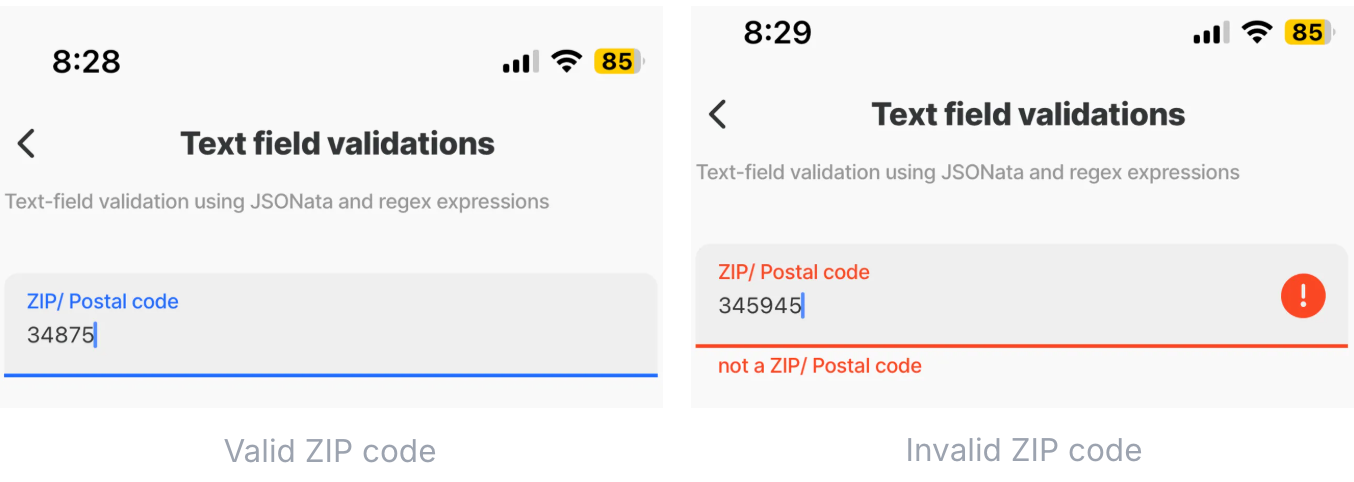 8:28
85
Text field validations
Text-field validation using JSONata and regex expressions
ZIP/ Postal code
34875
Valid ZIP code
8:29
85
Text field validations
Text-field validation using JSONata and regex expressions
ZIP/ Postal code
345945
!
not a ZIP/ Postal code
Invalid ZIP code